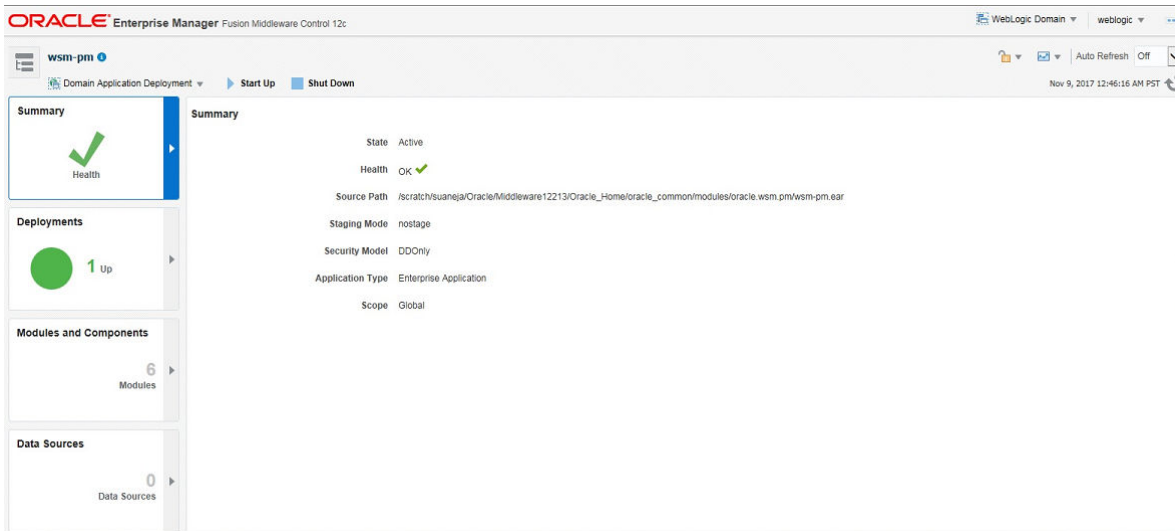 ORACLE Enterprise Manager Fusion Middleware Control 12c
WebLogic Domain
weblogic
wsm-pm
Auto Refresh Off
Domain Application Deployment
Start Up
Shut Down
Nov 9, 2017 12:46:16 AM PST
Summary
Health
Deployments
1 Up
Modules and Components
6
Modules
Data Sources
0
Data Sources
Summary
State Active
Health OK
Source Path /scratch/suaneja/Oracle/Middleware12213/Oracle_Home/oracle_common/modules/oracle.wsm.pm/wsm-pm.ear
Staging Mode nostage
Security Model DDOnly
Application Type Enterprise Application
Scope Global